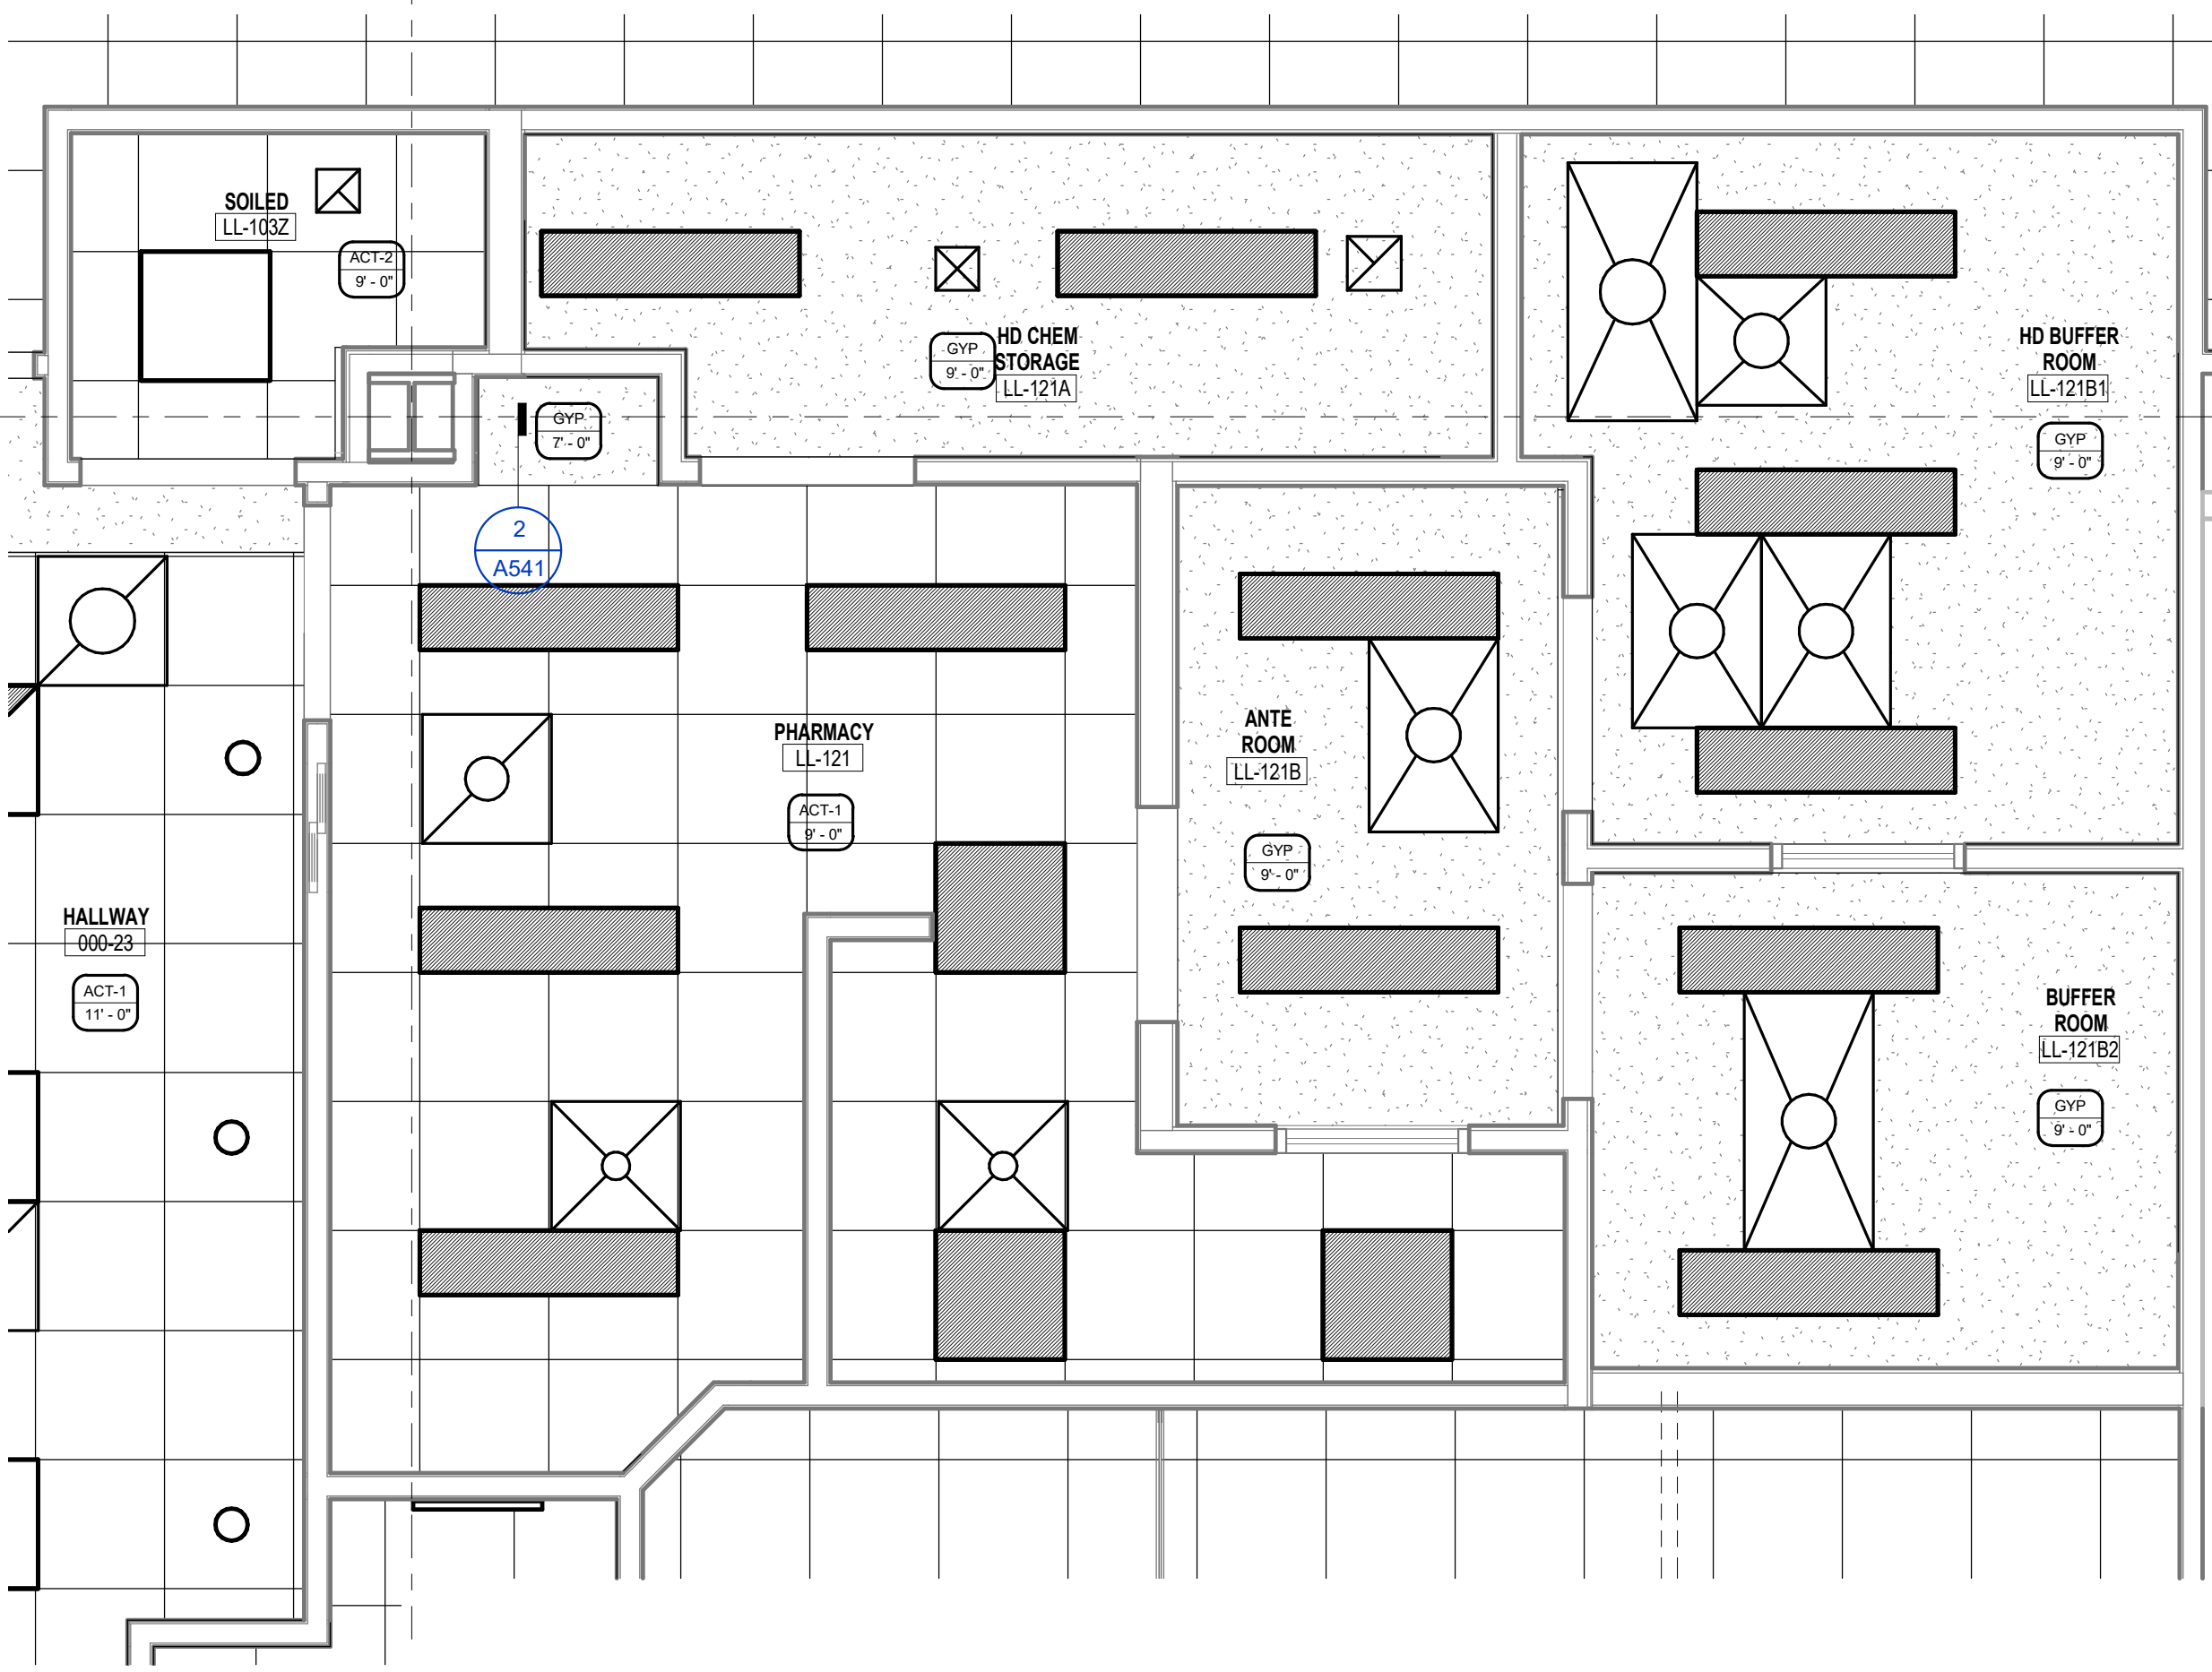 SOILED
LL-103Z
ACT-2
9' - 0"
GYP
9' - 0"
HD CHEM
STORAGE
LL-121A
HD BUFFER
ROOM
LL-121B1
GYP
9' - 0"
GYP
7' - 0"
2
A541
PHARMACY
LL-121
ACT-1
9' - 0"
ANTE
ROOM
LL-121B
GYP
9' - 0"
HALLWAY
000-23
ACT-1
11' - 0"
BUFFER
ROOM
LL-121B2
GYP
9' - 0"